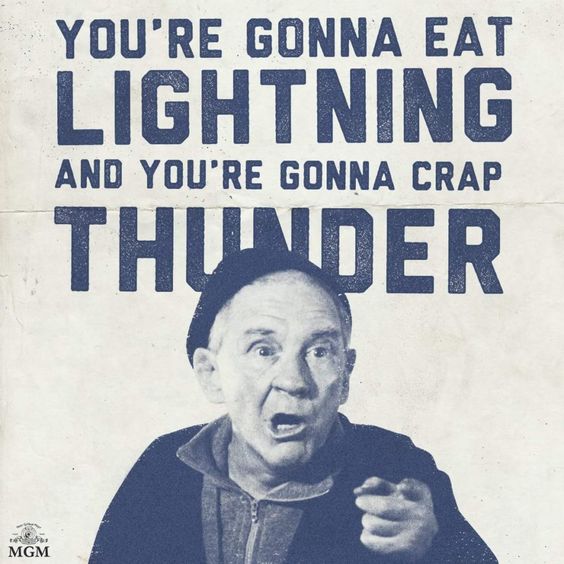 YOU'RE GONNA EAT
LIGHTNING
AND YOU'RE GONNA CRAP
THUNDER
MGM